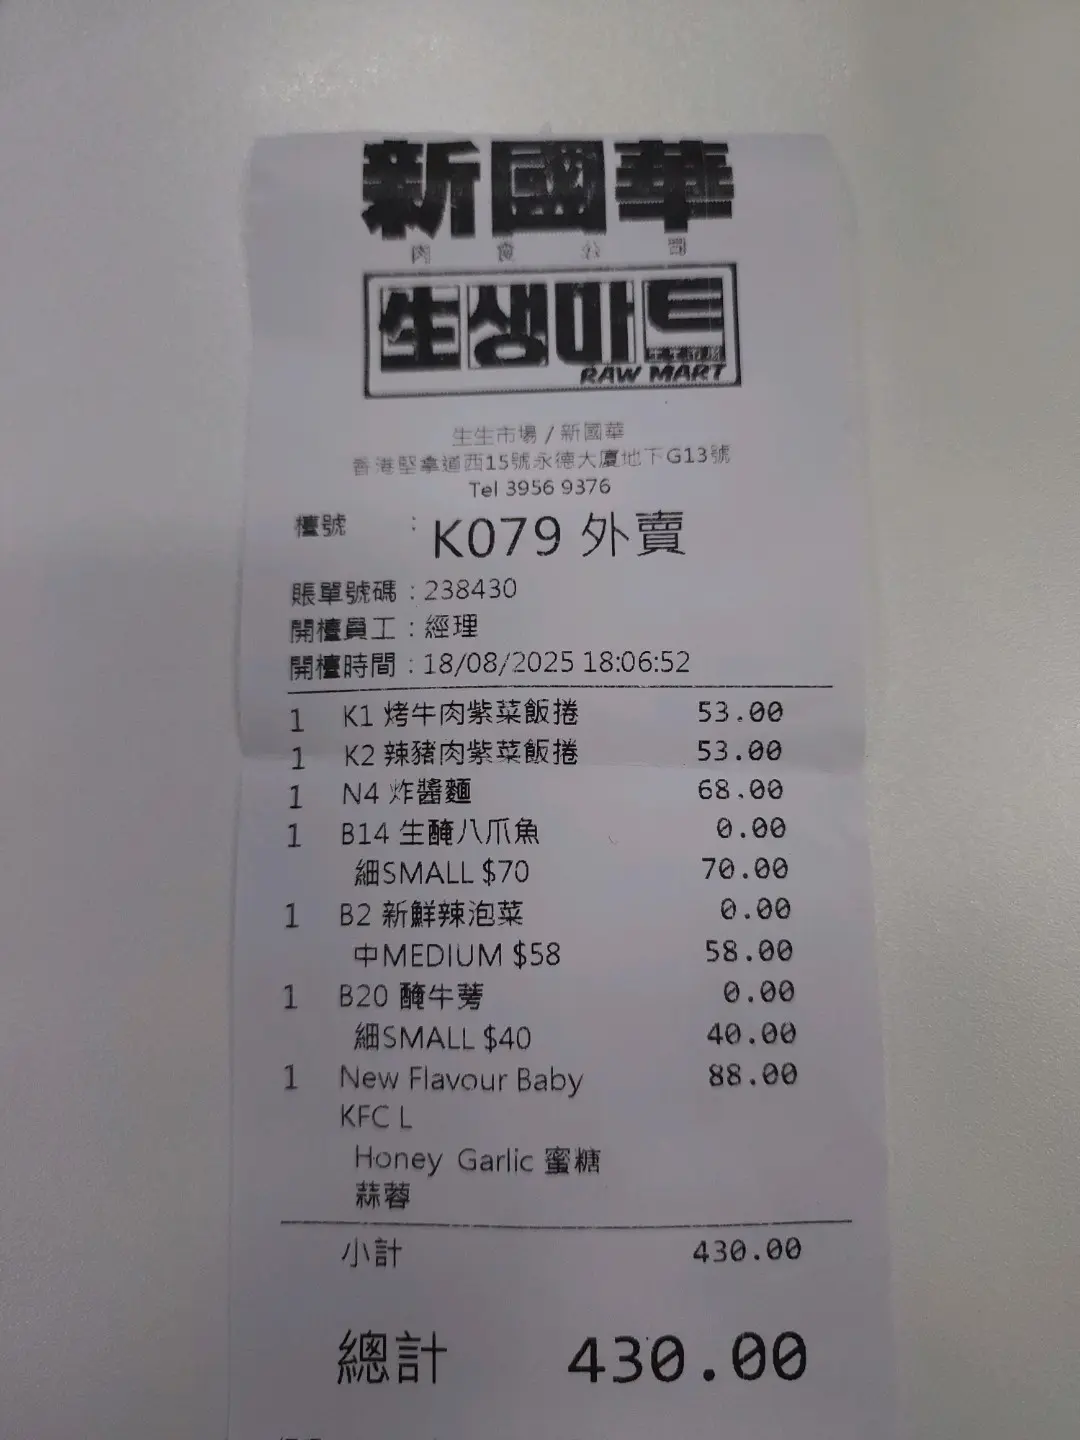 新國華
肉食公司
生생마트
生生市場
RAW MART
生生市場 / 新國華
香港堅拿道西15號永德大廈地下G13號
Tel 3956 9376
檯號 : K079 外賣
賬單號碼 : 238430
開檯員工 : 經理
開檯時間 : 18/08/2025 18:06:52
1 K1 烤牛肉紫菜飯捲 53.00
1 K2 辣豬肉紫菜飯捲 53.00
1 N4 炸醬麵 68.00
1 B14 生醃八爪魚 0.00
細SMALL $70 70.00
1 B2 新鮮辣泡菜 0.00
中MEDIUM $58 58.00
1 B20 醃牛蒡 0.00
細SMALL $40 40.00
1 New Flavour Baby 88.00
KFC L
Honey Garlic 蜜糖
蒜蓉
小計 430.00
總計 430.00